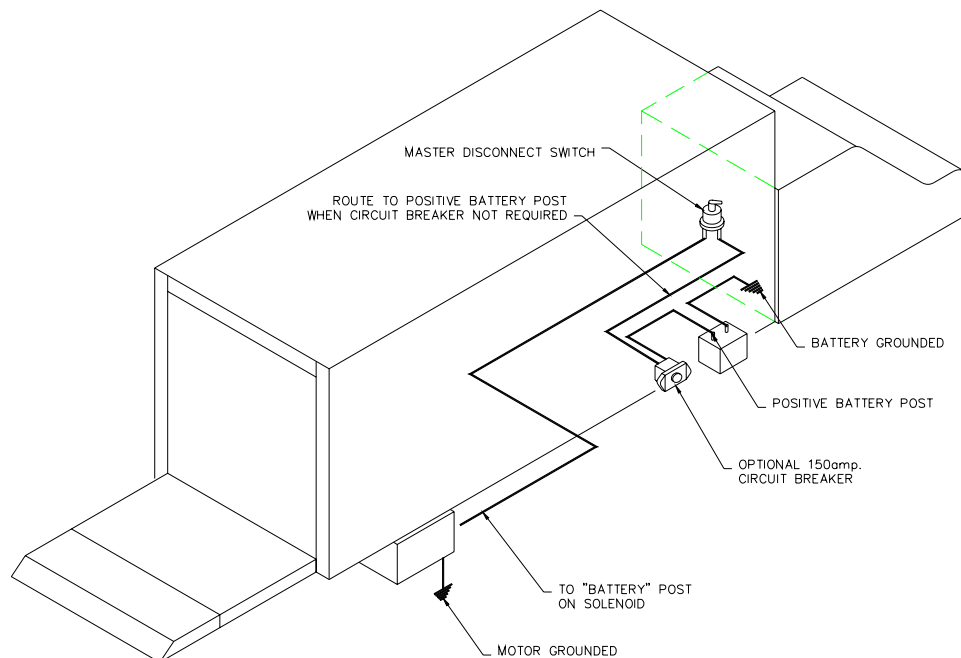 MASTER DISCONNECT SWITCH
ROUTE TO POSITIVE BATTERY POST
WHEN CIRCUIT BREAKER NOT REQUIRED
BATTERY GROUNDED
POSITIVE BATTERY POST
OPTIONAL 150amp.
CIRCUIT BREAKER
TO "BATTERY" POST
ON SOLENOID
MOTOR GROUNDED